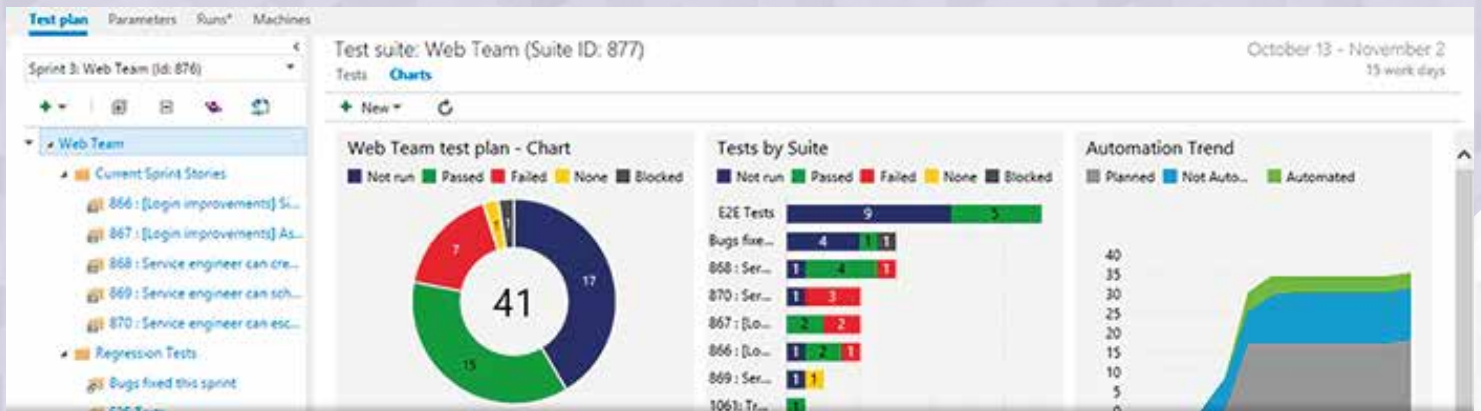 Test plan Parameters Runs* Machines
Sprint 3: Web Team (Id: 876)
Web Team
Current Sprint Stories
866 : [Login improvements] Si...
867 : [Login improvements] As...
868 : Service engineer can cre...
869 : Service engineer can sch...
870 : Service engineer can esc...
Regression Tests
Bugs fixed this sprint
E2E Tests
Test suite: Web Team (Suite ID: 877)
October 13 - November 2
15 work days
Tests Charts
New
Web Team test plan - Chart
Not run Passed Failed None Blocked
7
1
1
17
41
15
Tests by Suite
Not run Passed Failed None Blocked
E2E Tests 9 5
Bugs fixe... 4 1 1
868 : Ser... 1 4 1
870 : Ser... 1 3
867 : [Lo... 2 2
866 : [Lo... 1 2 1
869 : Ser... 1 1
1061: Tr... 1
Automation Trend
Planned Not Auto... Automated
40
35
30
25
20
15
10
5
0